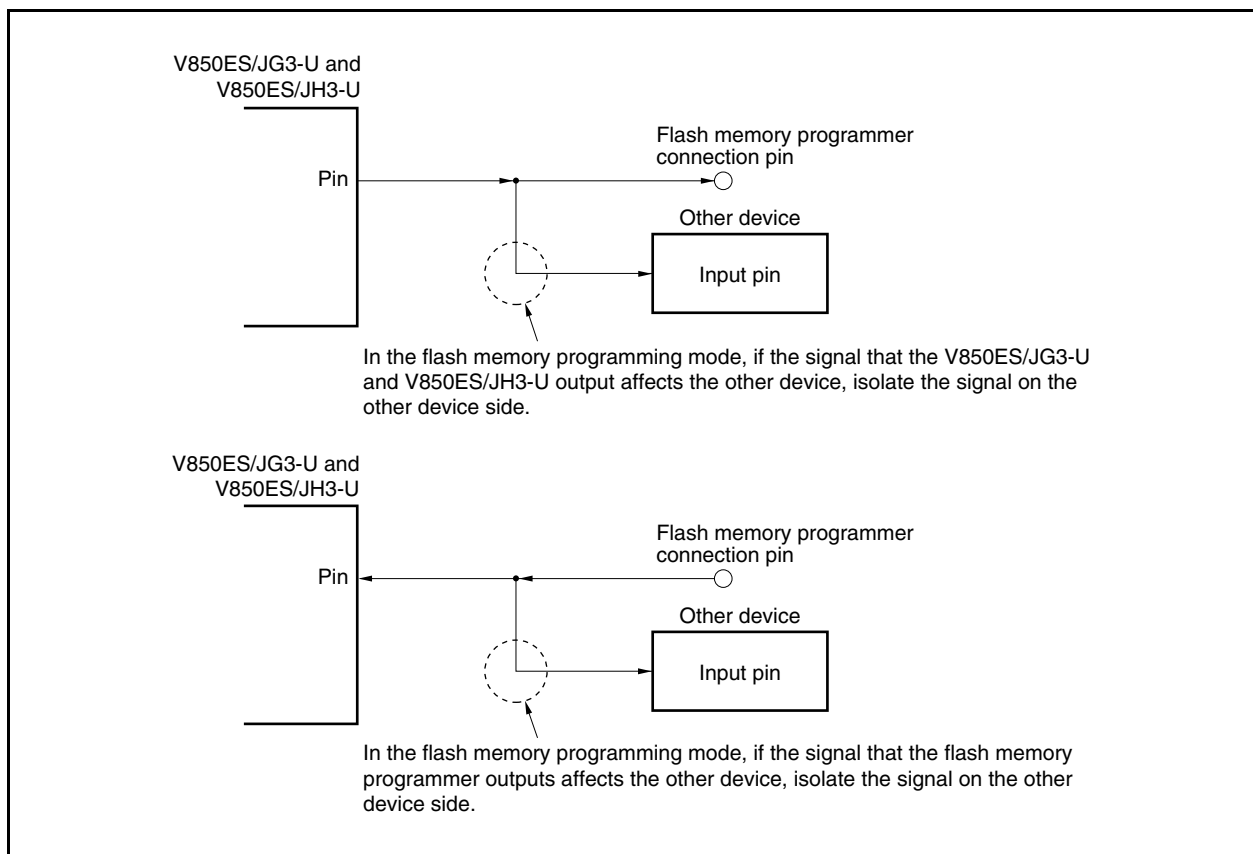 V850ES/JG3-U and
V850ES/JH3-U
Flash memory programmer
connection pin
Pin
Other device
Input pin
In the flash memory programming mode, if the signal that the V850ES/JG3-U
and V850ES/JH3-U output affects the other device, isolate the signal on the
other device side.
V850ES/JG3-U and
V850ES/JH3-U
Flash memory programmer
connection pin
Pin
Other device
Input pin
In the flash memory programming mode, if the signal that the flash memory
programmer outputs affects the other device, isolate the signal on the other
device side.